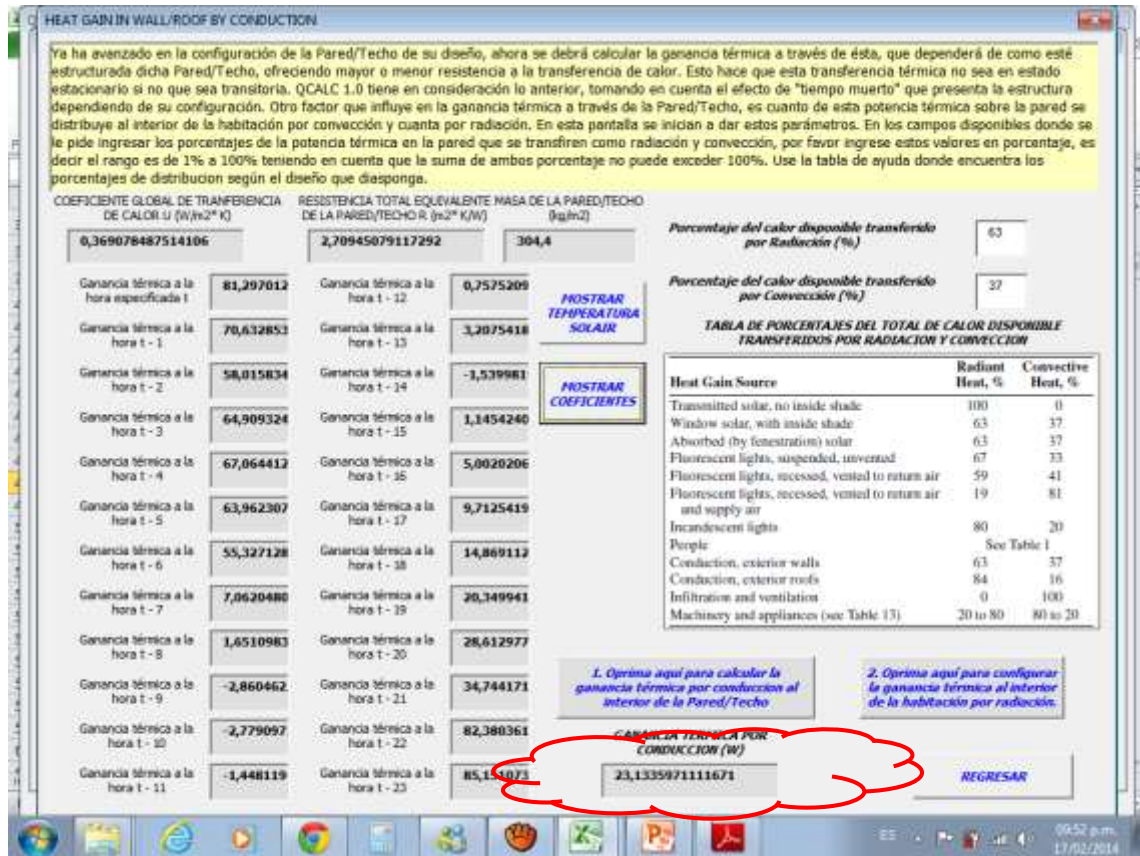 HEAT GAIN IN WALL/ROOF BY CONDUCTION
Ya ha avanzado en la configuración de la Pared/Techo de su diseño, ahora se deberá calcular la ganancia térmica a través de ésta, que dependerá de como esté
estructurada dicha Pared/Techo, ofreciendo mayor o menor resistencia a la transferencia de calor. Esto hace que esta transferencia térmica no sea en estado
estacionario si no que sea transitoria. QCALC 1.0 tiene en consideración lo anterior, tomando en cuenta el efecto de "tiempo muerto" que presenta la estructura
dependiendo de su configuración. Otro factor que influye en la ganancia térmica a través de la Pared/Techo, es cuanto de esta potencia térmica sobre la pared se
distribuye al interior de la habitación por convección y cuanta por radiación. En esta pantalla se inician a dar estos parámetros. En los campos disponibles donde se
le pide ingresar los porcentajes de la potencia térmica en la pared que se transfiren como radiación y convección, por favor ingrese estos valores en porcentaje, es
decir el rango es de 1% a 100% teniendo en cuenta que la suma de ambos porcentaje no puede exceder 100%. Use la tabla de ayuda donde encuentra los
porcentajes de distribucion según el diseño que diasponga.
COEFICIENTE GLOBAL DE TRANFERENCIA
DE CALOR U (W/m2* K)
0,369078487514106
RESISTENCIA TOTAL EQUIVALENTE
DE LA PARED/TECHO R (m2* K/W)
2,70945079117292
MASA DE LA PARED/TECHO
(kg/m2)
304,4
Porcentaje del calor disponible transferido
por Radiación (%)
63
Porcentaje del calor disponible transferido
por Convección (%)
37
Ganancia térmica a la
hora especificada t
81,297012
Ganancia térmica a la
hora t - 1
70,632853
Ganancia térmica a la
hora t - 2
58,015834
Ganancia térmica a la
hora t - 3
64,909324
Ganancia térmica a la
hora t - 4
67,064412
Ganancia térmica a la
hora t - 5
63,962307
Ganancia térmica a la
hora t - 6
55,327128
Ganancia térmica a la
hora t - 7
7,0620480
Ganancia térmica a la
hora t - 8
1,6510983
Ganancia térmica a la
hora t - 9
-2,860462
Ganancia térmica a la
hora t - 10
-2,779097
Ganancia térmica a la
hora t - 11
-1,448119
Ganancia térmica a la
hora t - 12
0,7575209
Ganancia térmica a la
hora t - 13
3,2075418
Ganancia térmica a la
hora t - 14
-1,539981
Ganancia térmica a la
hora t - 15
1,1454240
Ganancia térmica a la
hora t - 16
5,0020206
Ganancia térmica a la
hora t - 17
9,7125419
Ganancia térmica a la
hora t - 18
14,869112
Ganancia térmica a la
hora t - 19
20,349941
Ganancia térmica a la
hora t - 20
28,612977
Ganancia térmica a la
hora t - 21
34,744171
Ganancia térmica a la
hora t - 22
82,380361
Ganancia térmica a la
hora t - 23
85,151073
MOSTRAR
TEMPERATURA
SOLAIR
MOSTRAR
COEFICIENTES
TABLA DE PORCENTAJES DEL TOTAL DE CALOR DISPONIBLE
TRANSFERIDOS POR RADIACION Y CONVECCION
Heat Gain Source Radiant Heat, % Convective Heat, %
Transmitted solar, no inside shade 100 0
Window solar, with inside shade 63 37
Absorbed (by fenestration) solar 63 37
Fluorescent lights, suspended, unvented 67 33
Fluorescent lights, recessed, vented to return air 59 41
Fluorescent lights, recessed, vented to return air 19 81
and supply air
Incandescent lights 80 20
People See Table 1
Conduction, exterior walls 63 37
Conduction, exterior roofs 84 16
Infiltration and ventilation 0 100
Machinery and appliances (see Table 13) 20 to 80 80 to 20
1. Oprima aquí para calcular la
ganancia térmica por conduccion al
interior de la Pared/Techo
2. Oprima aquí para configurar
la ganancia térmica al interior
de la habitación por radiación.
GANANCIA TERMICA POR
CONDUCCION (W)
23,1335971111671
REGRESAR
ES
09:52 p.m.
17/02/2014